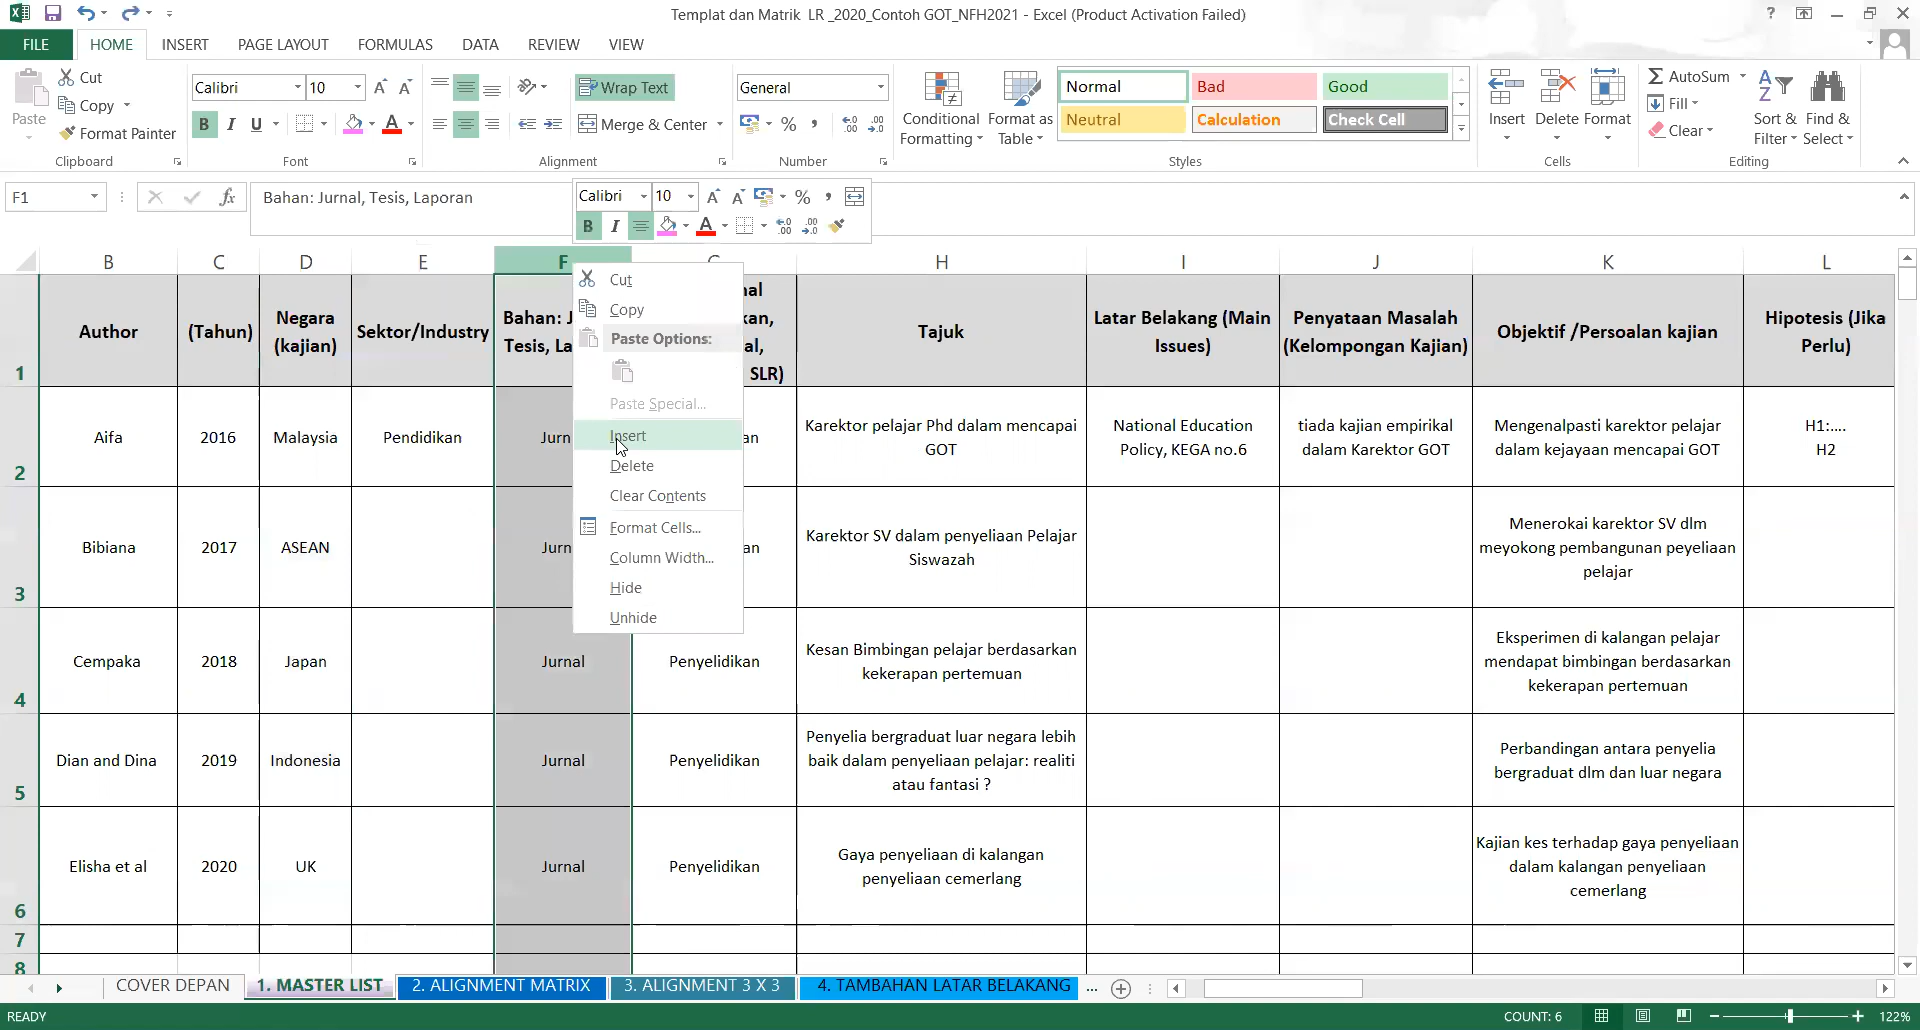 Templat dan Matrik LR _2020_Contoh GOT_NFH2021 - Excel (Product Activation Failed)
?
FILE HOME INSERT PAGE LAYOUT FORMULAS DATA REVIEW VIEW
Paste
Cut
Copy
Format Painter
Clipboard
Calibri 10
B I U
Font
Wrap Text
Merge & Center
Alignment
General
%
Number
Conditional Formatting
Format as Table
Normal Bad Good
Neutral Calculation Check Cell
Styles
Insert Delete Format
Cells
AutoSum
Fill
Clear
Sort & Filter
Find & Select
Editing
F1
fx
Bahan: Jurnal, Tesis, Laporan
Calibri 10
%
B I
B C D E F G H I J K L
1
Author
(Tahun)
Negara
(kajian)
Sektor/Industry
Bahan: J
Tesis, La
SLR)
Tajuk
Latar Belakang (Main
Issues)
Penyataan Masalah
(Kelompongan Kajian)
Objektif /Persoalan kajian
Hipotesis (Jika
Perlu)
2
Aifa
2016
Malaysia
Pendidikan
Jurn
an
Karektor pelajar Phd dalam mencapai
GOT
National Education
Policy, KEGA no.6
tiada kajian empirikal
dalam Karektor GOT
Mengenalpasti karektor pelajar
dalam kejayaan mencapai GOT
H1:....
H2
3
Bibiana
2017
ASEAN
Jurn
an
Karektor SV dalam penyeliaan Pelajar
Siswazah
Menerokai karektor SV dlm
meyokong pembangunan peyeliaan
pelajar
4
Cempaka
2018
Japan
Jurnal
Penyelidikan
Kesan Bimbingan pelajar berdasarkan
kekerapan pertemuan
Eksperimen di kalangan pelajar
mendapat bimbingan berdasarkan
kekerapan pertemuan
5
Dian and Dina
2019
Indonesia
Jurnal
Penyelidikan
Penyelia bergraduat luar negara lebih
baik dalam penyeliaan pelajar: realiti
atau fantasi ?
Perbandingan antara penyelia
bergraduat dlm dan luar negara
6
Elisha et al
2020
UK
Jurnal
Penyelidikan
Gaya penyeliaan di kalangan
penyeliaan cemerlang
Kajian kes terhadap gaya penyeliaan
dalam kalangan penyeliaan
cemerlang
7
8
Cut
Copy
Paste Options:
Paste Special...
Insert
Delete
Clear Contents
Format Cells...
Column Width...
Hide
Unhide
COVER DEPAN 1. MASTER LIST 2. ALIGNMENT MATRIX 3. ALIGNMENT 3 X 3 4. TAMBAHAN LATAR BELAKANG ...
READY COUNT: 6 122%